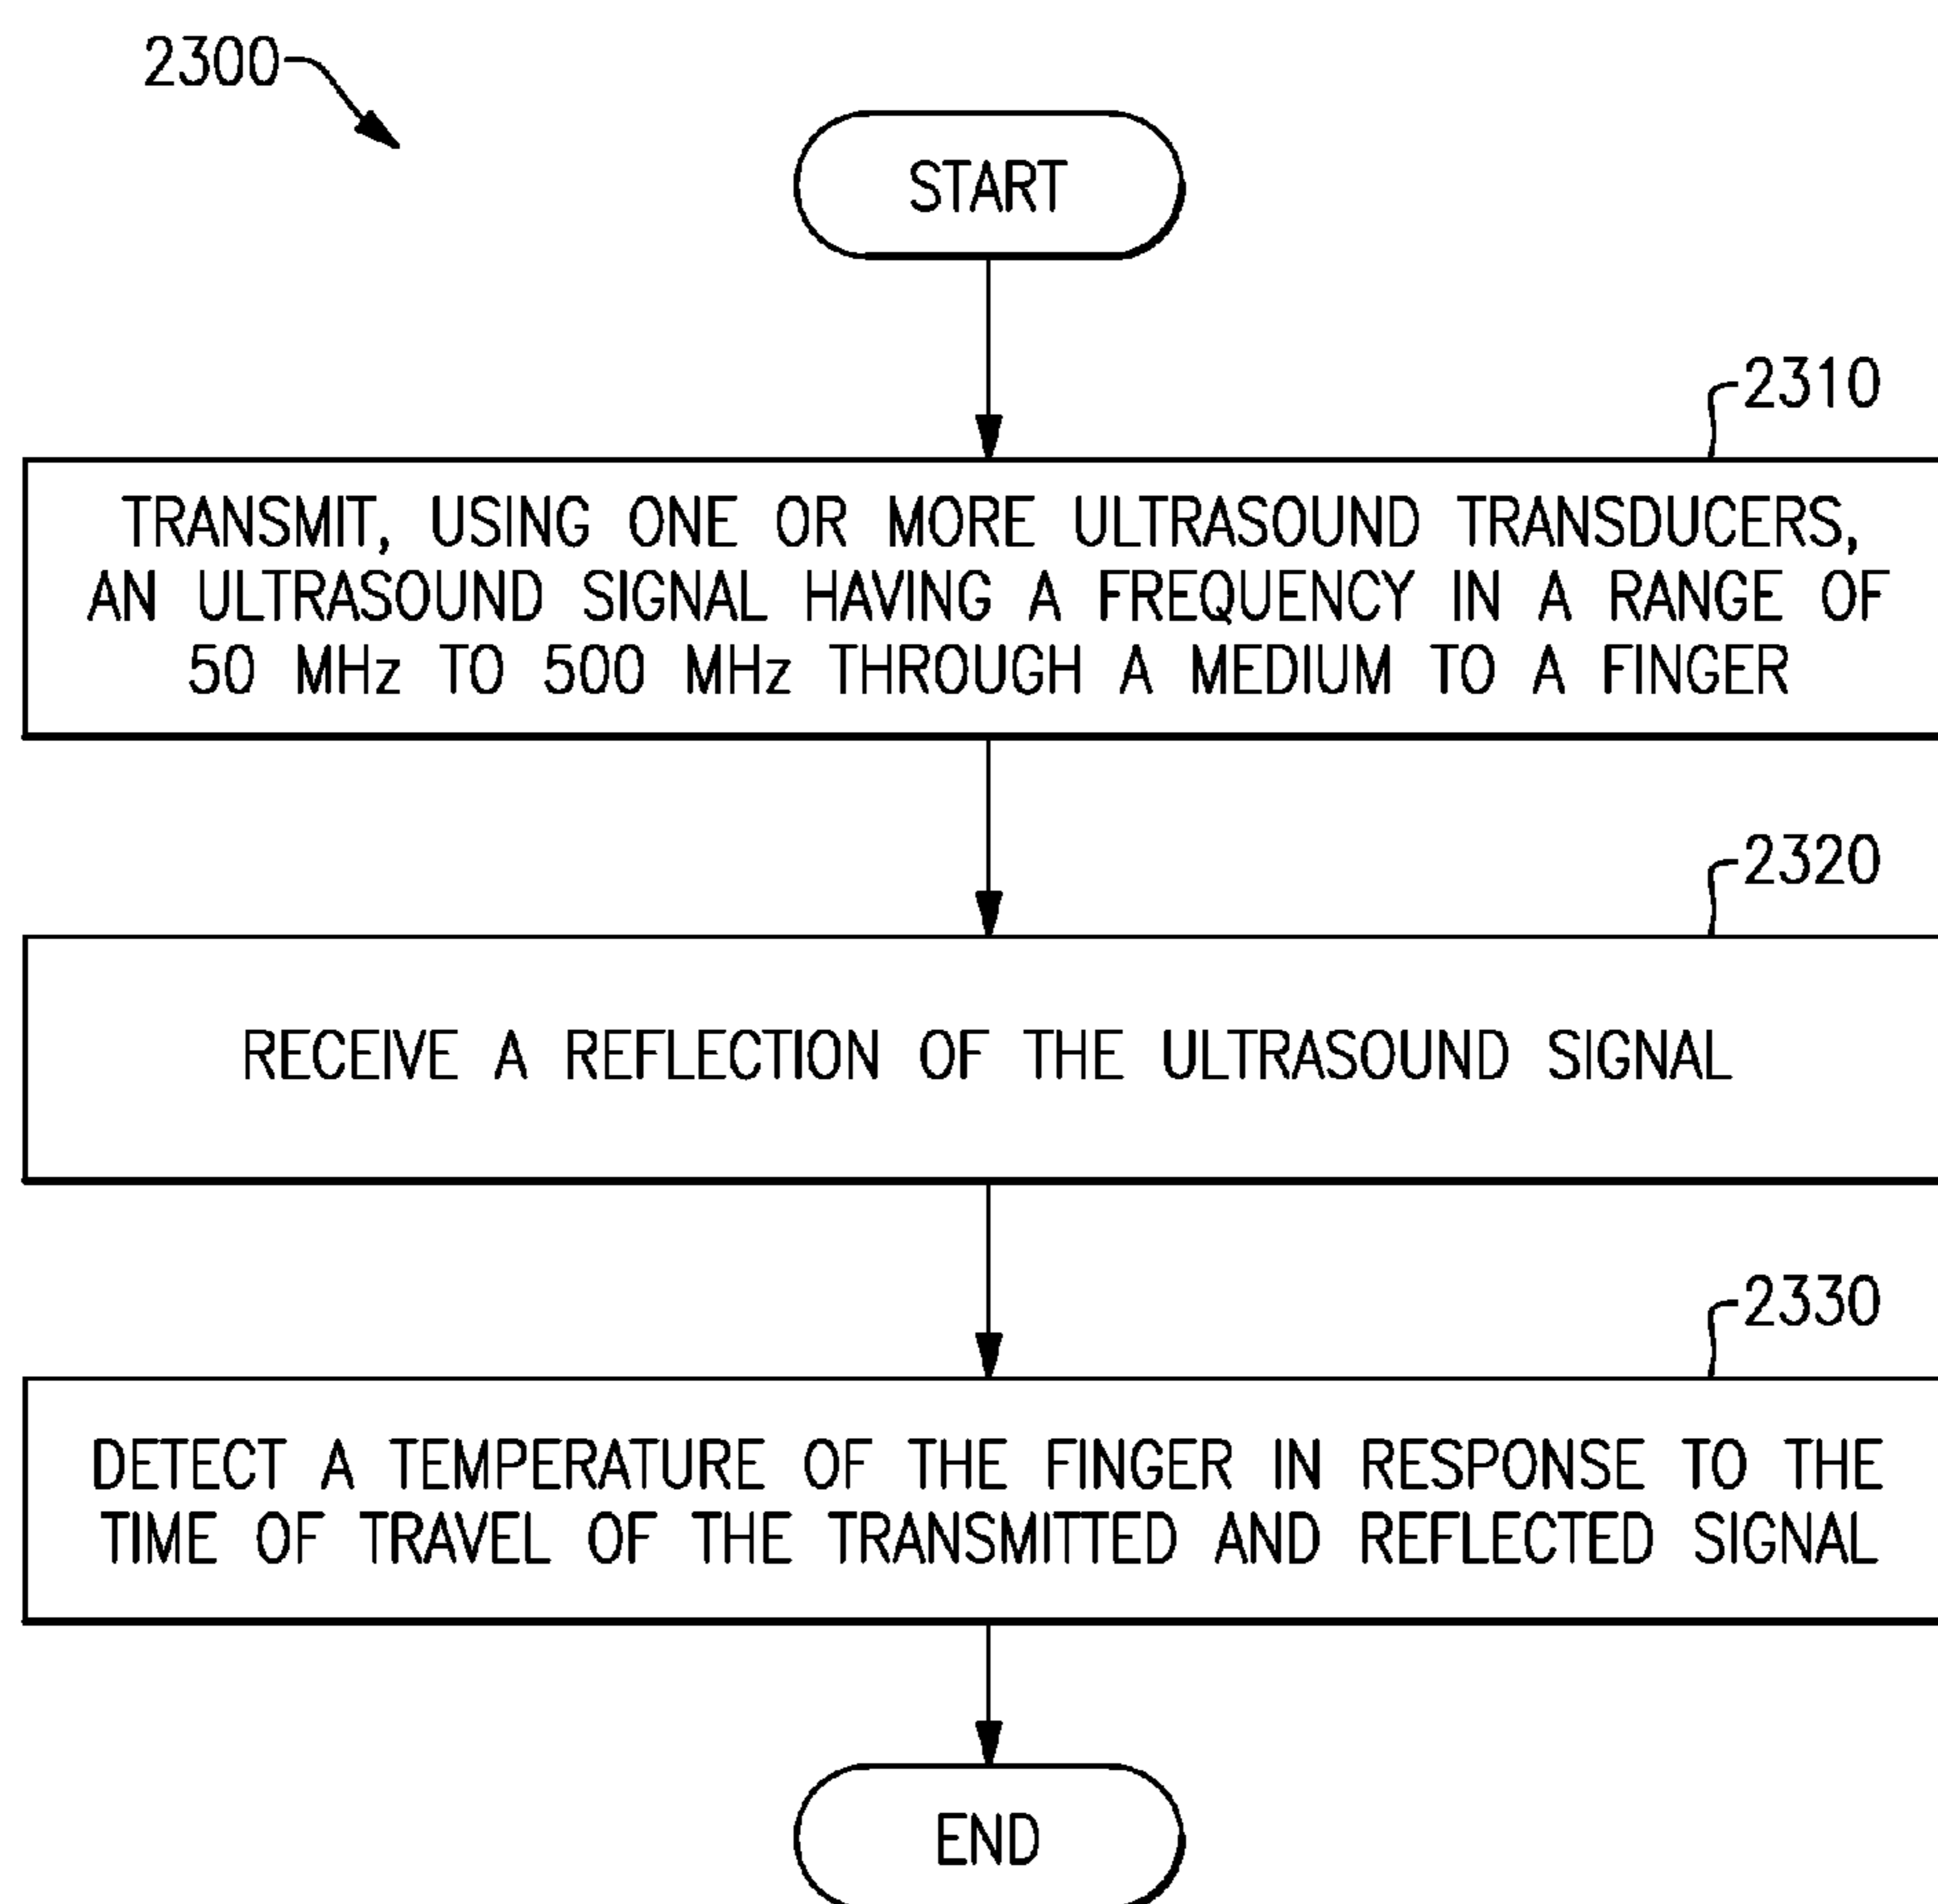 2300
START
2310
TRANSMIT, USING ONE OR MORE ULTRASOUND TRANSDUCERS,
AN ULTRASOUND SIGNAL HAVING A FREQUENCY IN A RANGE OF
50 MHz TO 500 MHz THROUGH A MEDIUM TO A FINGER
2320
RECEIVE A REFLECTION OF THE ULTRASOUND SIGNAL
2330
DETECT A TEMPERATURE OF THE FINGER IN RESPONSE TO THE
TIME OF TRAVEL OF THE TRANSMITTED AND REFLECTED SIGNAL
END